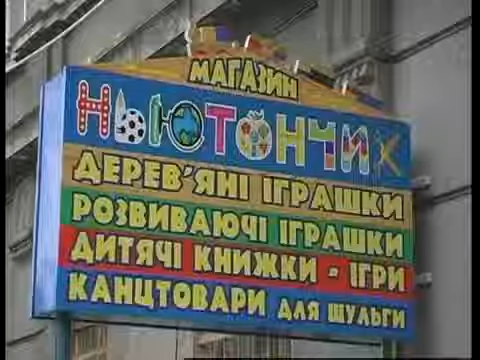 МАГАЗИН
НЬЮТОНЧИК
ДЕРЕВ'ЯНІ ІГРАШКИ
РОЗВИВАЮЧІ ІГРАШКИ
ДИТЯЧІ КНИЖКИ - ІГРИ
КАНЦТОВАРИ ДЛЯ ШУЛЬГИ